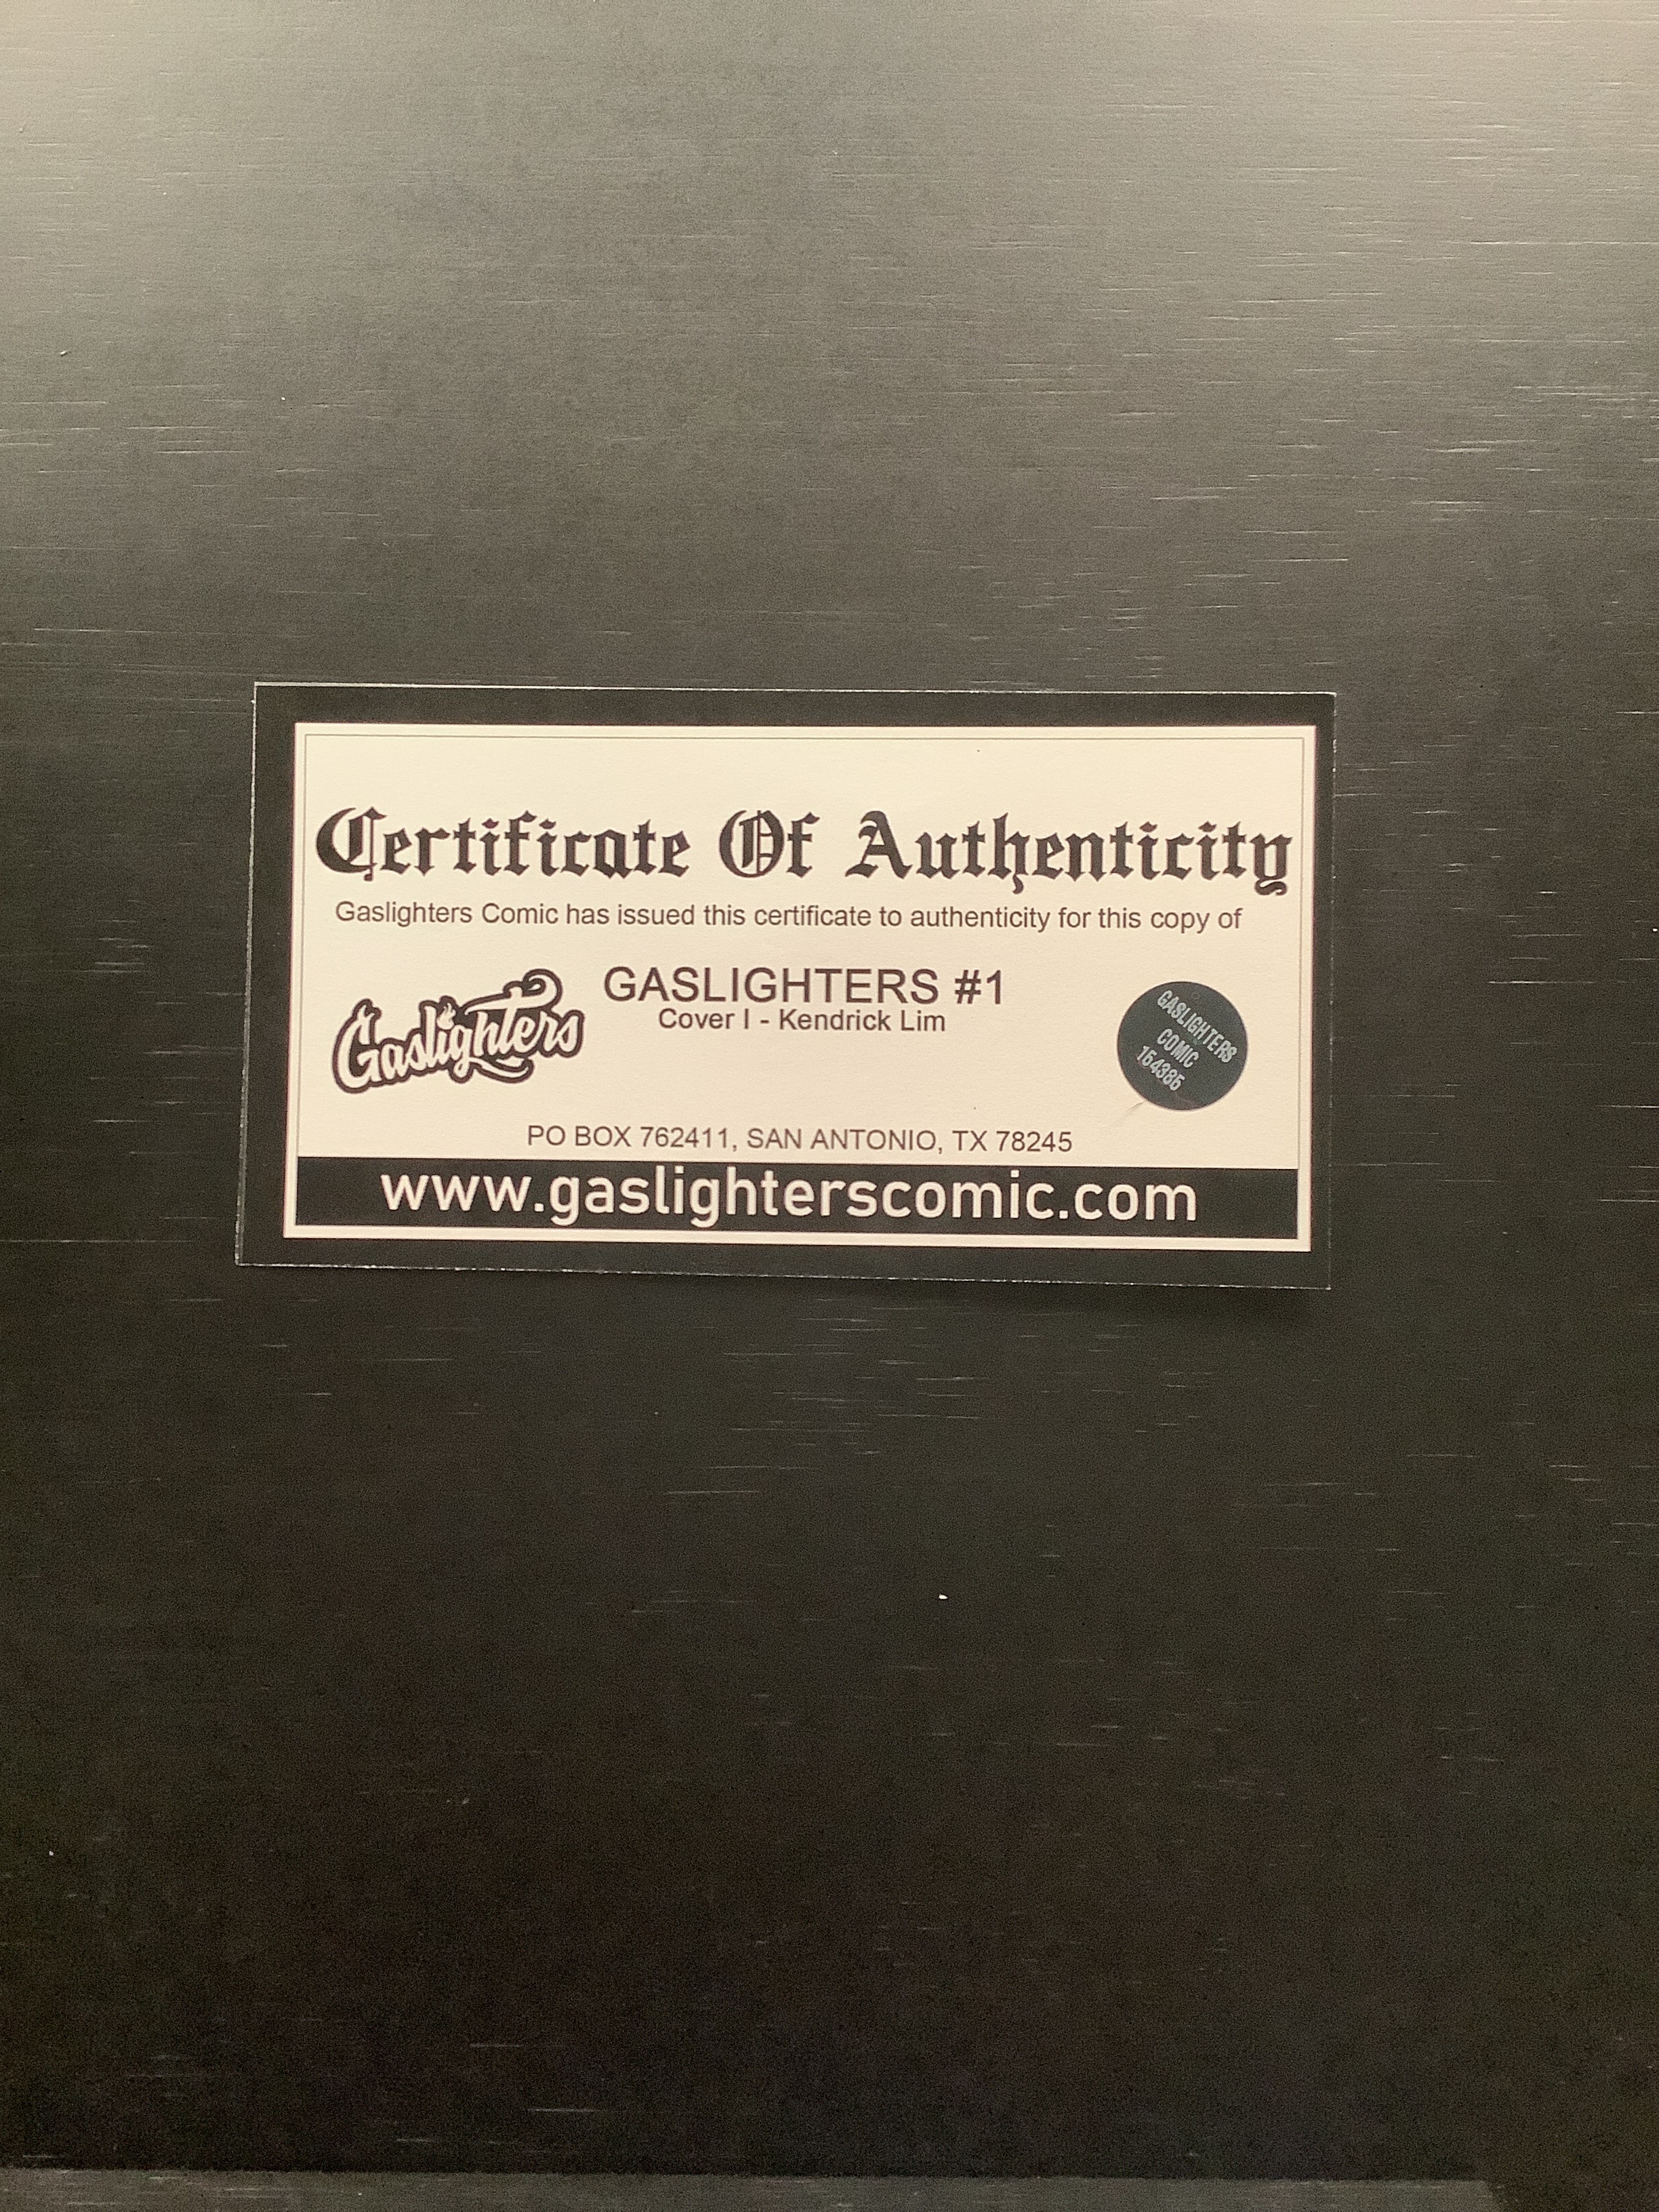 Certificate Of Authenticity
Gaslighters Comic has issued this certificate to authenticity for this copy of
Gaslighters
GASLIGHTERS #1
Cover I - Kendrick Lim
GASLIGHTERS
COMIC
154385
PO BOX 762411, SAN ANTONIO, TX 78245
www.gaslighterscomic.com